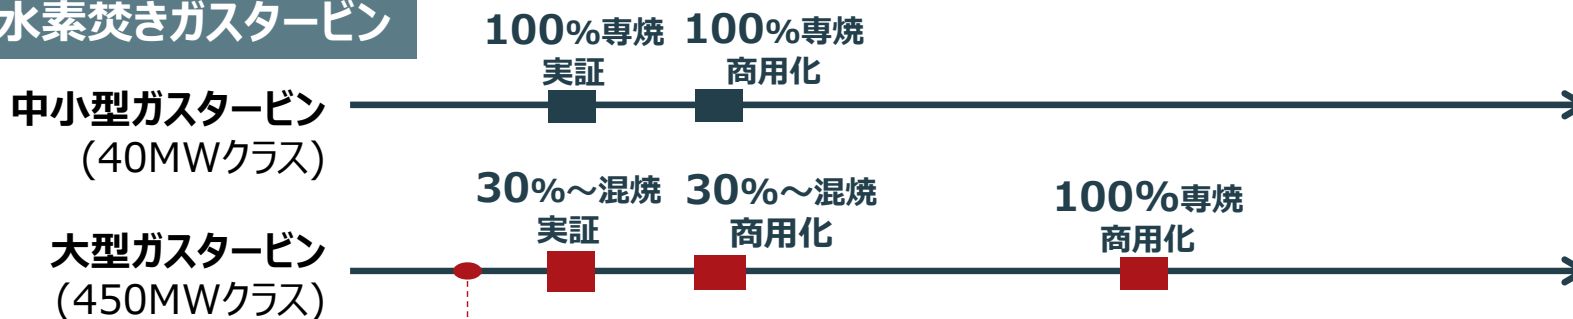 水素焚きガスタービン
100%専焼 100%専焼
実証 商用化
中小型ガスタービン
(40MWクラス)
30%～混焼 30%～混焼 100%専焼
実証 商用化 商用化
大型ガスタービン
(450MWクラス)